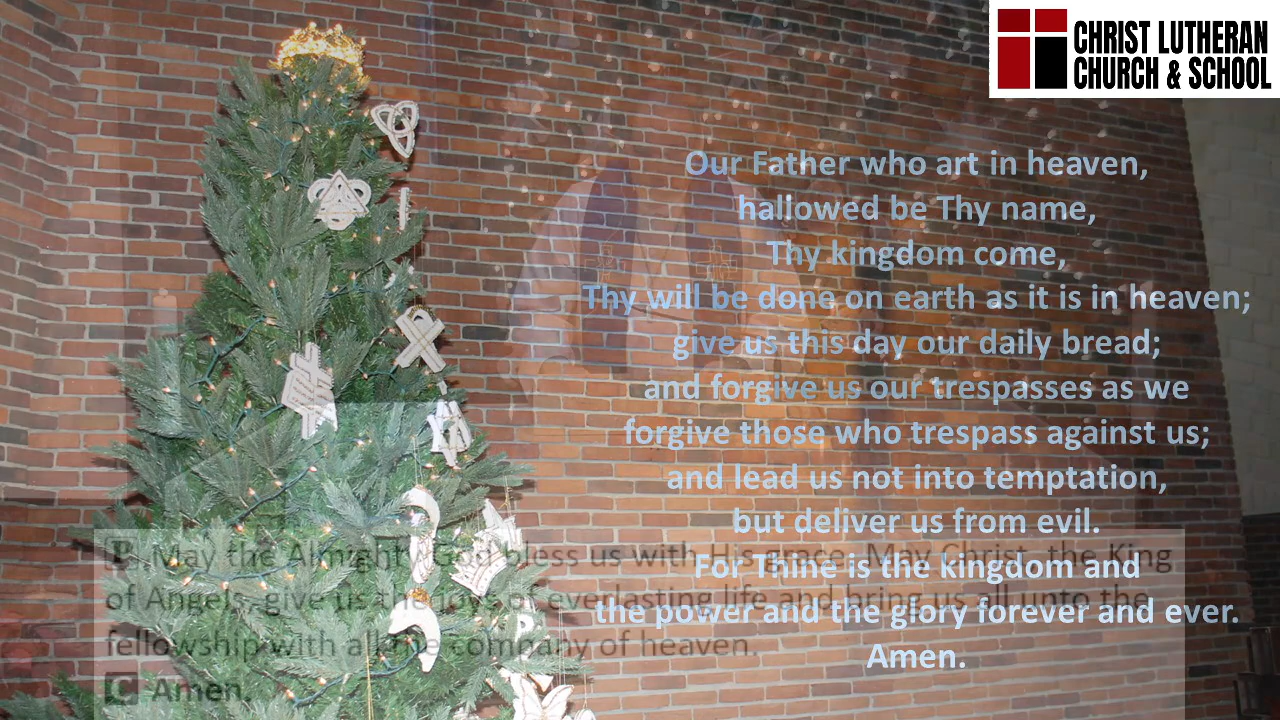 CHRIST LUTHERAN
CHURCH & SCHOOL
Our Father who art in heaven,
hallowed be Thy name,
Thy kingdom come,
Thy will be done on earth as it is in heaven;
give us this day our daily bread;
and forgive us our trespasses as we
forgive those who trespass against us;
and lead us not into temptation,
but deliver us from evil.
For Thine is the kingdom and
the power and the glory forever and ever.
Amen.
P May the Almighty God bless us with His grace. May Christ, the King
of Angels, give us the joys of everlasting life and bring us all unto the
fellowship with all the company of heaven.
C Amen.